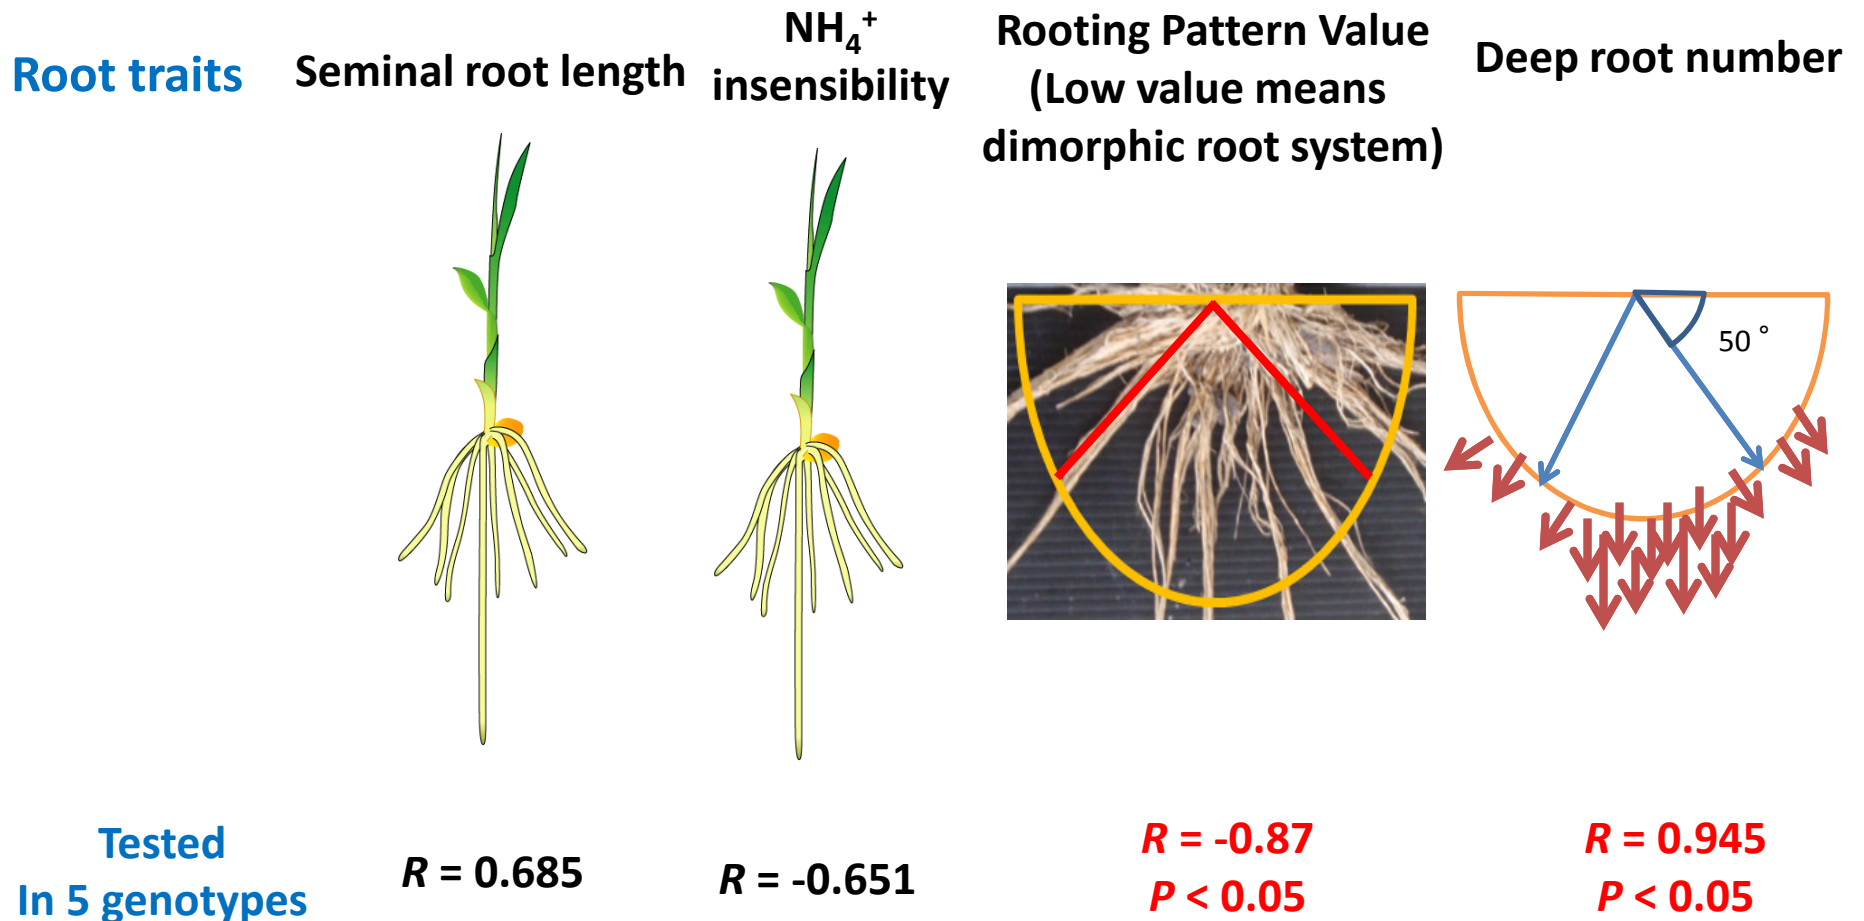 Root traits
Seminal root length
NH₄⁺
insensibility
Rooting Pattern Value
(Low value means
dimorphic root system)
Deep root number
50 °
Tested
In 5 genotypes
R = 0.685
R = -0.651
R = -0.87
P < 0.05
R = 0.945
P < 0.05